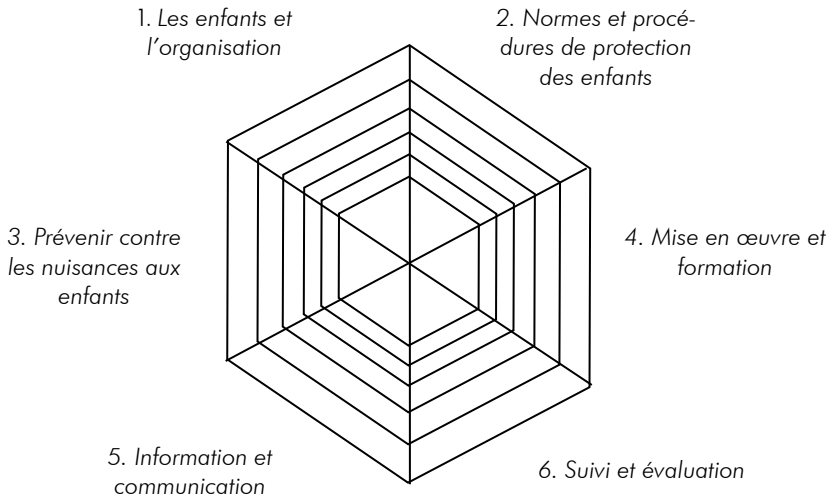 1. Les enfants et
l'organisation
2. Normes et procé-
dures de protection
des enfants
3. Prévenir contre
les nuisances aux
enfants
4. Mise en œuvre et
formation
5. Information et
communication
6. Suivi et évaluation